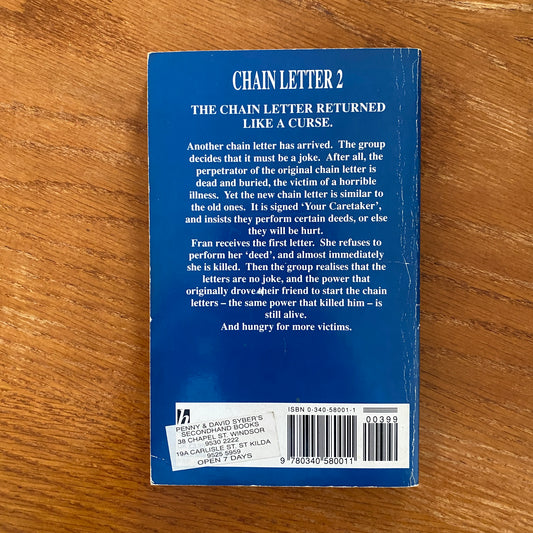 CHAIN LETTER 2
THE CHAIN LETTER RETURNED
LIKE A CURSE.
Another chain letter has arrived. The group
decides that it must be a joke. After all, the
perpetrator of the original chain letter is
dead and buried, the victim of a horrible
illness. Yet the new chain letter is similar to
the old ones. It is signed ‘Your Caretaker’,
and insists they perform certain deeds, or else
they will be hurt.
Fran receives the first letter. She refuses to
perform her ‘deed’, and almost immediately
she is killed. Then the group realises that the
letters are no joke, and the power that
originally drove their friend to start the chain
letters – the same power that killed him – is
still alive.
And hungry for more victims.
h
PENNY & DAVID SYBER'S
SECONDHAND BOOKS
38 CHAPEL ST. WINDSOR
9530 2222
19A CARLISLE ST. ST KILDA
9525 5959
OPEN 7 DAYS
ISBN 0-340-58001-1
00399
9 780340 580011